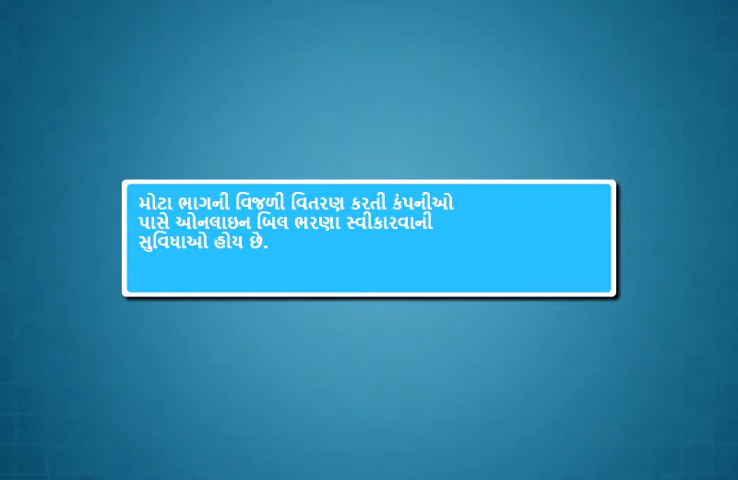 મોટા ભાગની વિજળી વિતરણ કરતી કંપનીઓ
પાસે ઓનલાઇન બિલ ભરણા સ્વીકારવાની
સુવિધાઓ હોય છે.